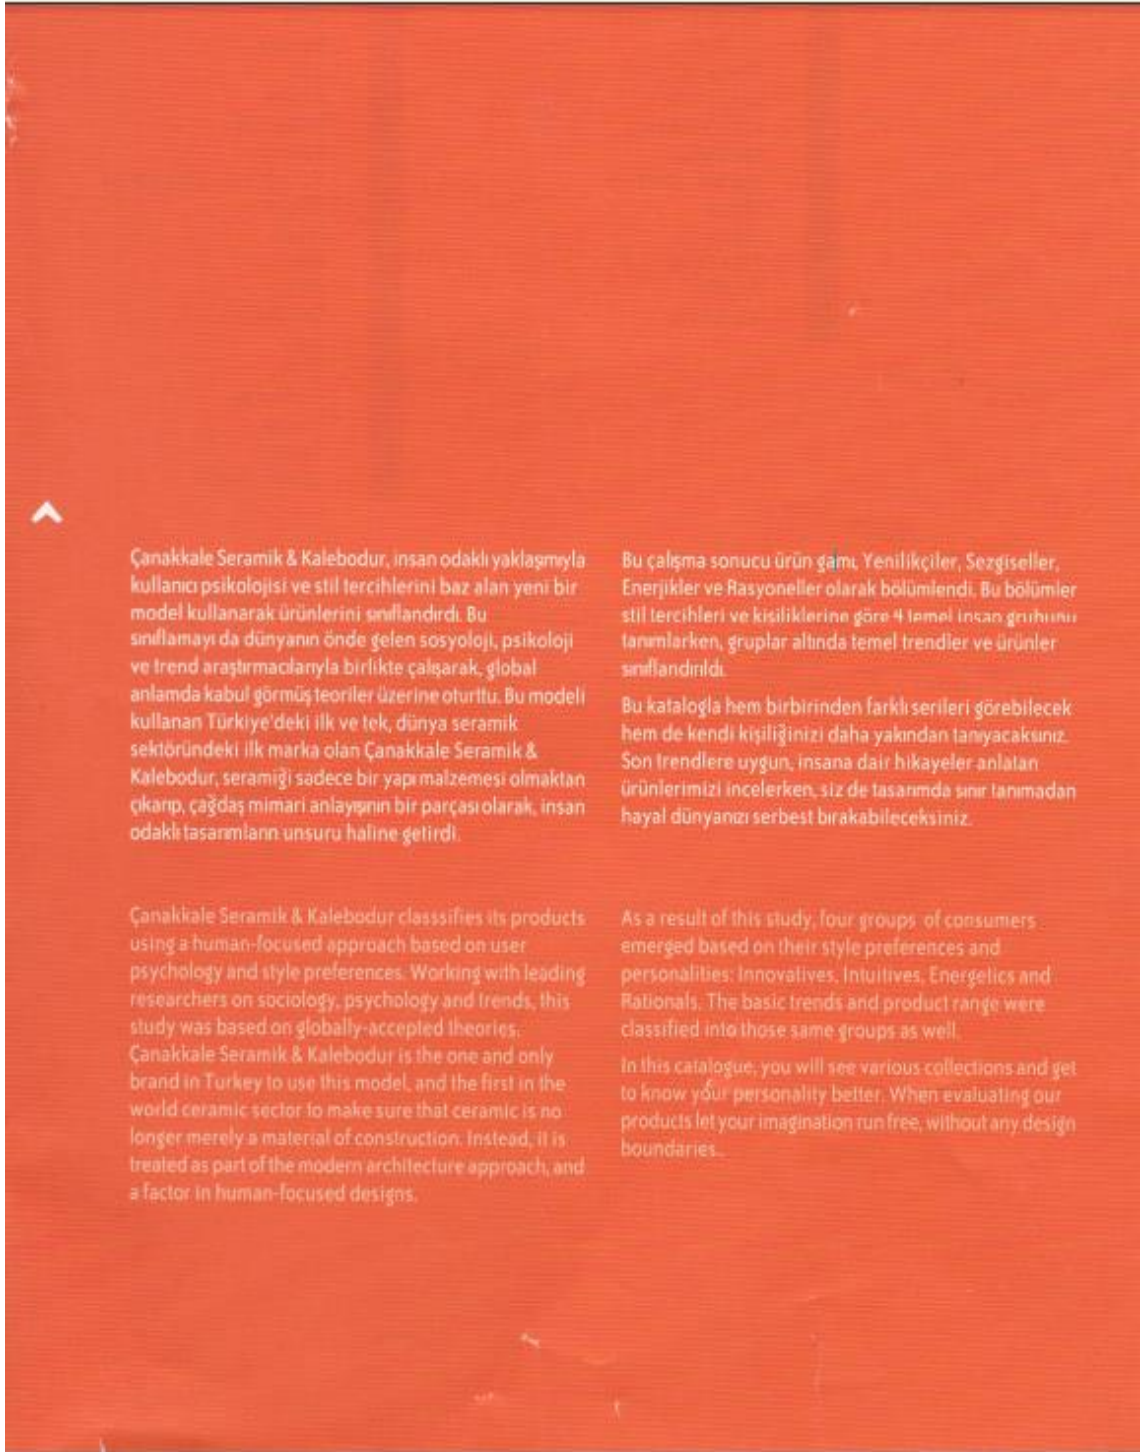 Çanakkale Seramik & Kalebodur, insan odaklı yaklaşımıyla
kullanıcı psikolojisi ve stil tercihlerini baz alan yeni bir
model kullanarak ürünlerini sınıflandırdı. Bu
sınıflamayı da dünyanın önde gelen sosyoloji, psikoloji
ve trend araştırmacılarıyla birlikte çalışarak, global
anlamda kabul görmüş teoriler üzerine oturttu. Bu modeli
kullanan Türkiye'deki ilk ve tek, dünya seramik
sektöründeki ilk marka olan Çanakkale Seramik &
Kalebodur, seramiği sadece bir yapı malzemesi olmaktan
çıkarıp, çağdaş mimari anlayışının bir parçası olarak, insan
odaklı tasarımların unsuru haline getirdi.
Bu çalışma sonucu ürün gamı, Yenilikçiler, Sezgiseller,
Enerjikler ve Rasyoneller olarak bölümlendi. Bu bölümler
stil tercihleri ve kişiliklerine göre 4 temel insan grubunu
tanımlarken, gruplar altında temel trendler ve ürünler
sınıflandırıldı.
Bu katalogla hem birbirinden farklı serileri görebilecek
hem de kendi kişiliğinizi daha yakından tanıyacaksınız.
Son trendlere uygun, insana dair hikayeler anlatan
ürünlerimizi incelerken, siz de tasarımda sınır tanımadan
hayal dünyanızı serbest bırakabileceksiniz.
Çanakkale Seramik & Kalebodur classsifies its products
using a human-focused approach based on user
psychology and style preferences. Working with leading
researchers on sociology, psychology and trends, this
study was based on globally-accepted theories.
Çanakkale Seramik & Kalebodur is the one and only
brand in Turkey to use this model, and the first in the
world ceramic sector to make sure that ceramic is no
longer merely a material of construction. Instead, it is
treated as part of the modern architecture approach, and
a factor in human-focused designs.
As a result of this study, four groups of consumers
emerged based on their style preferences and
personalities: Innovatives, Intuitives, Energetics and
Rationals. The basic trends and product range were
classified into those same groups as well.
In this catalogue, you will see various collections and get
to know your personality better. When evaluating our
products let your imagination run free, without any design
boundaries..